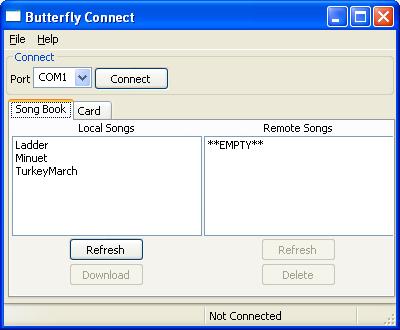 Butterfly Connect
File Help
Connect
Port COM1 Connect
Song Book Card
Local Songs Remote Songs
Ladder **EMPTY**
Minuet
TurkeyMarch
Refresh Refresh
Download Delete
Not Connected